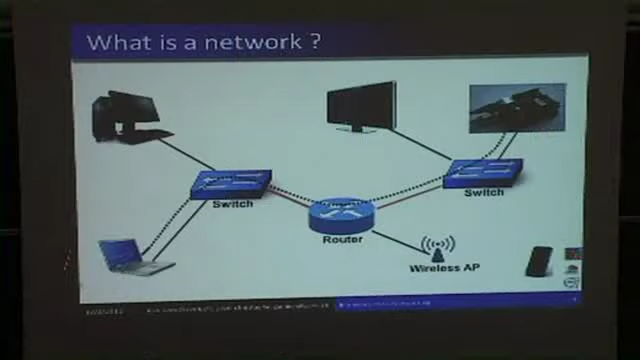 What is a network ?
Switch
Switch
Router
Wireless AP